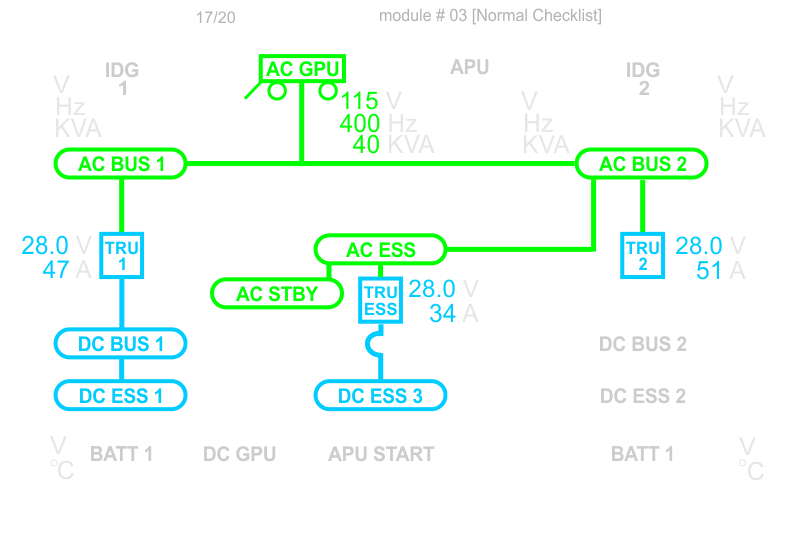 17/20 module # 03 [Normal Checklist]
IDG 1
AC GPU
APU
IDG 2
V
Hz
KVA
115 V
400 Hz
40 KVA
V
Hz
KVA
V
Hz
KVA
AC BUS 1
AC BUS 2
28.0 V
47 A
TRU 1
AC ESS
TRU 2
28.0 V
51 A
AC STBY
TRU ESS
28.0 V
34 A
DC BUS 1
DC BUS 2
DC ESS 1
DC ESS 3
DC ESS 2
V
°C
BATT 1
DC GPU
APU START
BATT 1
V
°C